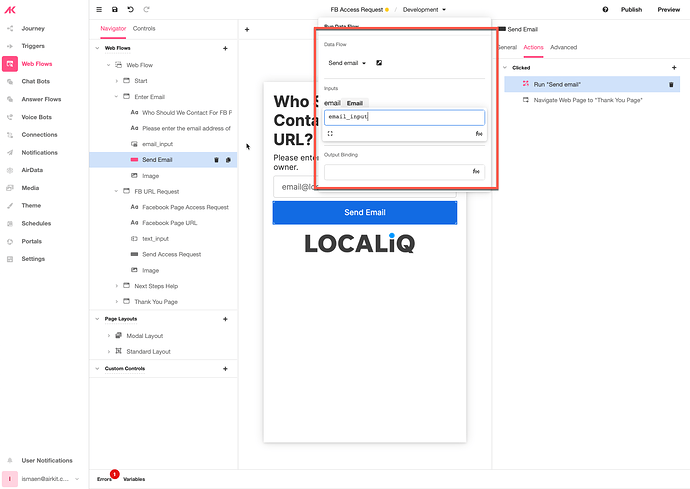 FB Access Request / Development
Publish
Preview
Journey
Triggers
Web Flows
Chat Bots
Answer Flows
Voice Bots
Connections
Notifications
AirData
Media
Theme
Schedules
Portals
Settings
User Notifications
I
ismaen@airkit.c...
Navigator Controls
Web Flows
Web Flow
Start
Enter Email
Aa Who Should We Contact For FB F
Aa Please enter the email address of
email_input
Send Email
Image
FB URL Request
Aa Facebook Page Access Request
Aa Facebook Page URL
text_input
Send Access Request
Image
Next Steps Help
Thank You Page
Page Layouts
Modal Layout
Standard Layout
Custom Controls
Errors 1 Variables
Who S
Conta
URL?
Please ente
owner.
Send Email
LOCALiQ
Run Data Flow
Data Flow
Send email
Inputs
email Email
email_input
f(x)
Output Binding
f(x)
Send Email
General Actions Advanced
Clicked
Run "Send email"
Navigate Web Page to "Thank You Page"